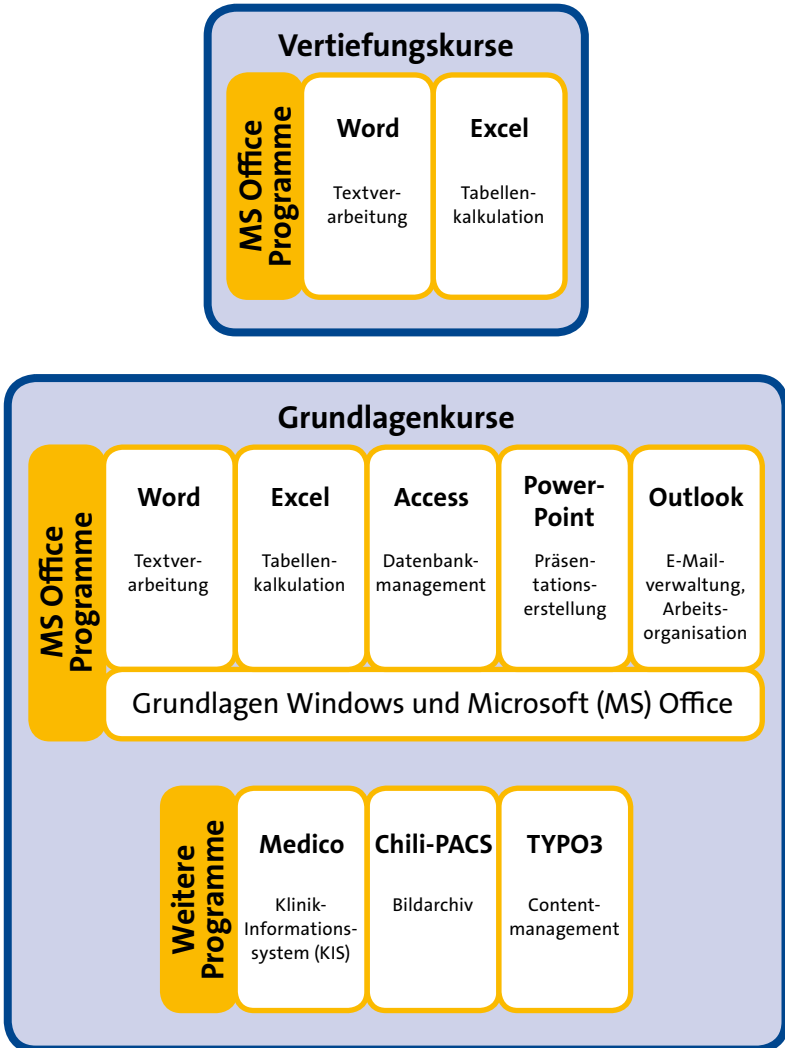 Vertiefungskurse
MS Office
Programme
Word
Textver-
arbeitung
Excel
Tabellen-
kalkulation
Grundlagenkurse
MS Office
Programme
Word
Textver-
arbeitung
Excel
Tabellen-
kalkulation
Access
Datenbank-
management
Power-
Point
Präsen-
tations-
erstellung
Outlook
E-Mail-
verwaltung,
Arbeits-
organisation
Grundlagen Windows und Microsoft (MS) Office
Weitere
Programme
Medico
Klinik-
Informations-
system (KIS)
Chili-PACS
Bildarchiv
TYPO3
Content-
management